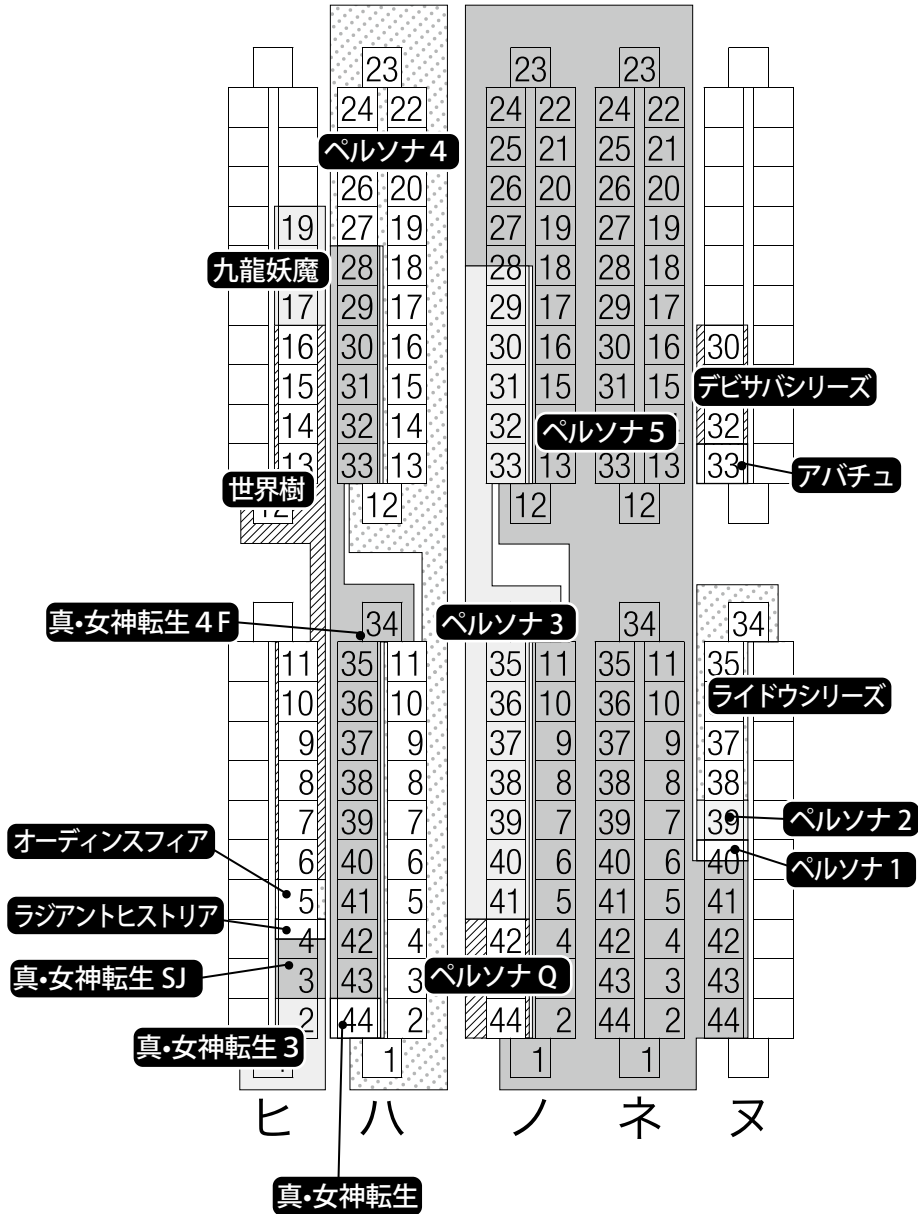 23 23 23
24 22 24 22 24 22
ペルソナ4
25 21 25 21
26 20 26 20 26 20
19 27 19 27 19 27 19
九龍妖魔
28 18 28 18 28 18
17 29 17 29 17 29 17
16 30 16 30 16 30 16 30
15 31 15 31 15 31 15
デビサバシリーズ
14 32 14 32 32
ペルソナ5
13 33 13 33 13 33 13 33
アバチュ
世界樹
12 12 12 12
真・女神転生4F
34
ペルソナ3
34 34
11 35 11 35 11 35 11 35
10 36 10 36 10 36 10
ライドウシリーズ
9 37 9 37 9 37 9 37
8 38 8 38 8 38 8 38
7 39 7 39 7 39 7 39
ペルソナ2
オーディンスフィア
6 40 6 40 6 40 6 40
ペルソナ1
5 41 5 41 5 41 5 41
ラジアントヒストリア
4 42 4 42 4 42 4 42
真・女神転生SJ
3 43 3
ペルソナQ
3 43 3 43
2 44 2 44 2 44 2 44
真・女神転生3
1 1 1
ヒ ハ ノ ネ ヌ
真・女神転生